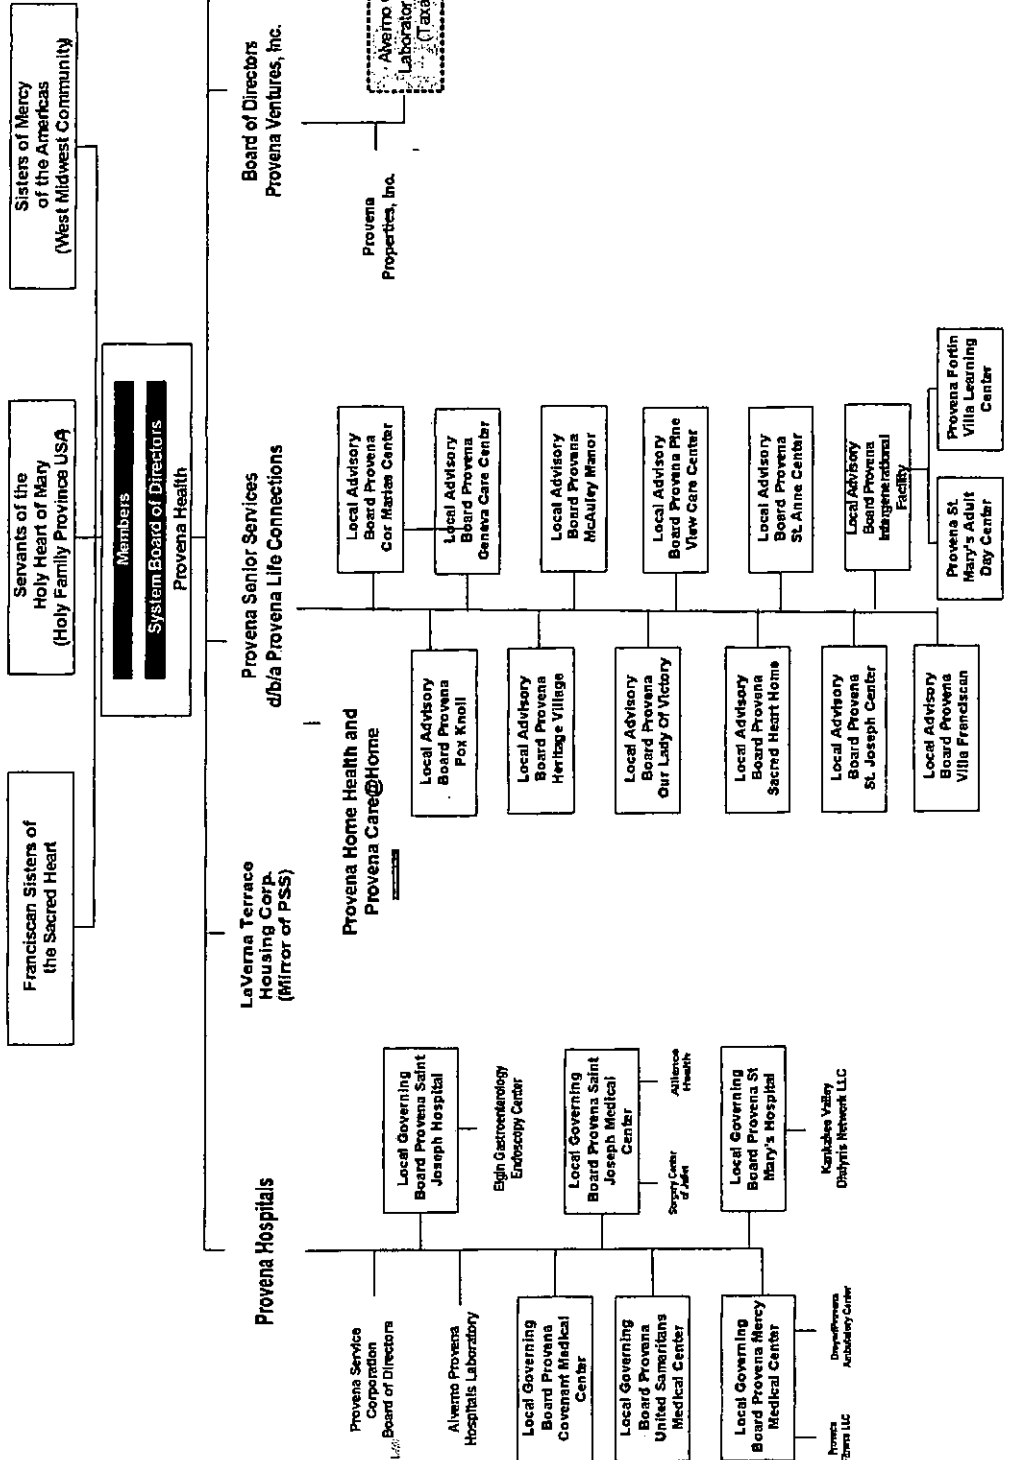 Franciscan Sisters of
the Sacred Heart
Servants of the
Holy Heart of Mary
(Holy Family Province USA)
Sisters of Mercy
of the Americas
(West Midwest Community)
Members
System Board of Directors
Provena Health
Provena Hospitals
LaVerna Terrace
Housing Corp.
(Mirror of PSS)
Provena Senior Services
d/b/a Provena Life Connections
Board of Directors
Provena Ventures, Inc.
Provena Service
Corporation
Board of Directors
Alverno Provena
Hospitals Laboratory
Local Governing
Board Provena
Covenant Medical
Center
Local Governing
Board Provena
United Samaritans
Medical Center
Local Governing
Board Provena Mercy
Medical Center
Provena
Fitness LLC
Dreyer/Provena
Ambulatory Center
Local Governing
Board Provena Saint
Joseph Hospital
Elgin Gastroenterology
Endoscopy Center
Local Governing
Board Provena Saint
Joseph Medical
Center
Surgery Center
of Joliet
Alliance
Health
Local Governing
Board Provena St
Mary's Hospital
Kankakee Valley
Dialysis Network LLC
Provena Home Health and
Provena Care@Home
Local Advisory
Board Provena
Fox Knoll
Local Advisory
Board Provena
Heritage Village
Local Advisory
Board Provena
Our Lady Of Victory
Local Advisory
Board Provena
Sacred Heart Home
Local Advisory
Board Provena
St. Joseph Center
Local Advisory
Board Provena
Villa Franciscan
Local Advisory
Board Provena
Cor Mariae Center
Local Advisory
Board Provena
Geneva Care Center
Local Advisory
Board Provena
McAuley Manor
Local Advisory
Board Provena Pine
View Care Center
Local Advisory
Board Provena
St. Anne Center
Local Advisory
Board Provena
Intergenerational
Facility
Provena St.
Mary's Adult
Day Center
Provena Fortin
Villa Learning
Center
Provena
Properties, Inc.
Alverno
Laborator
(Taxa